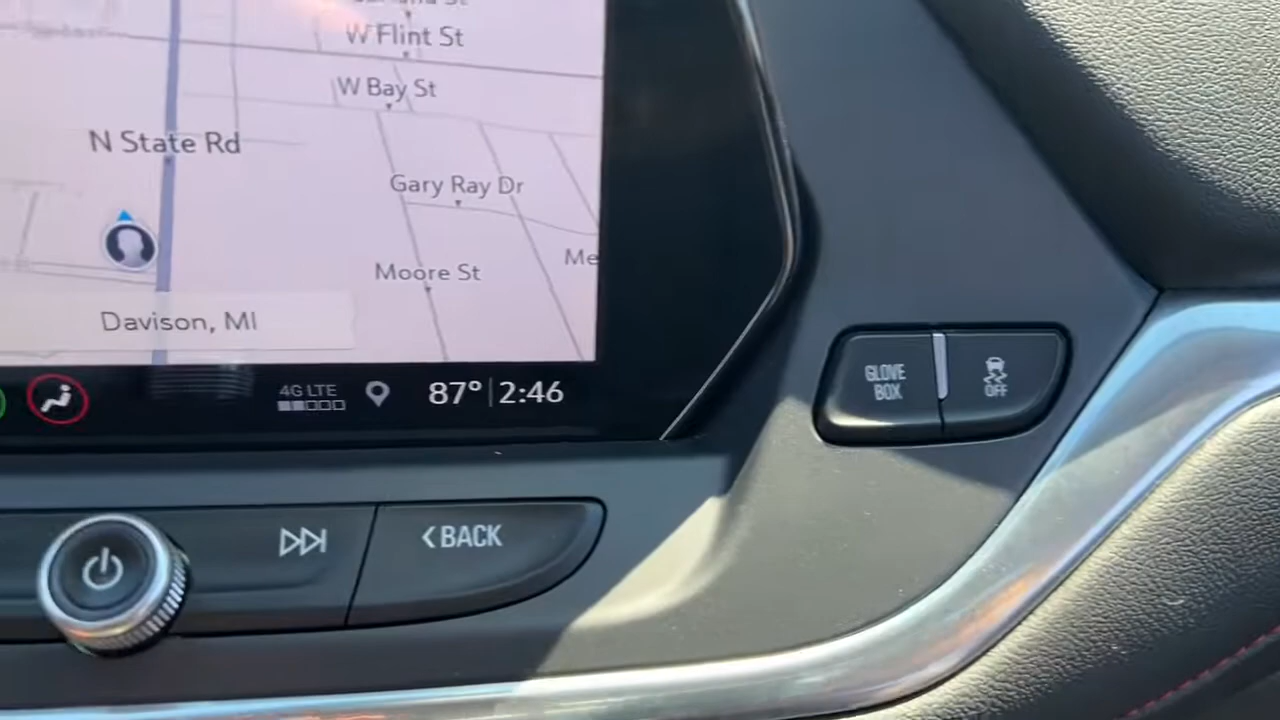 W Flint St
W Bay St
N State Rd
Gary Ray Dr
Me
Moore St
Davison, MI
4G LTE
87° 2:46
GLOVE
BOX
OFF
<BACK